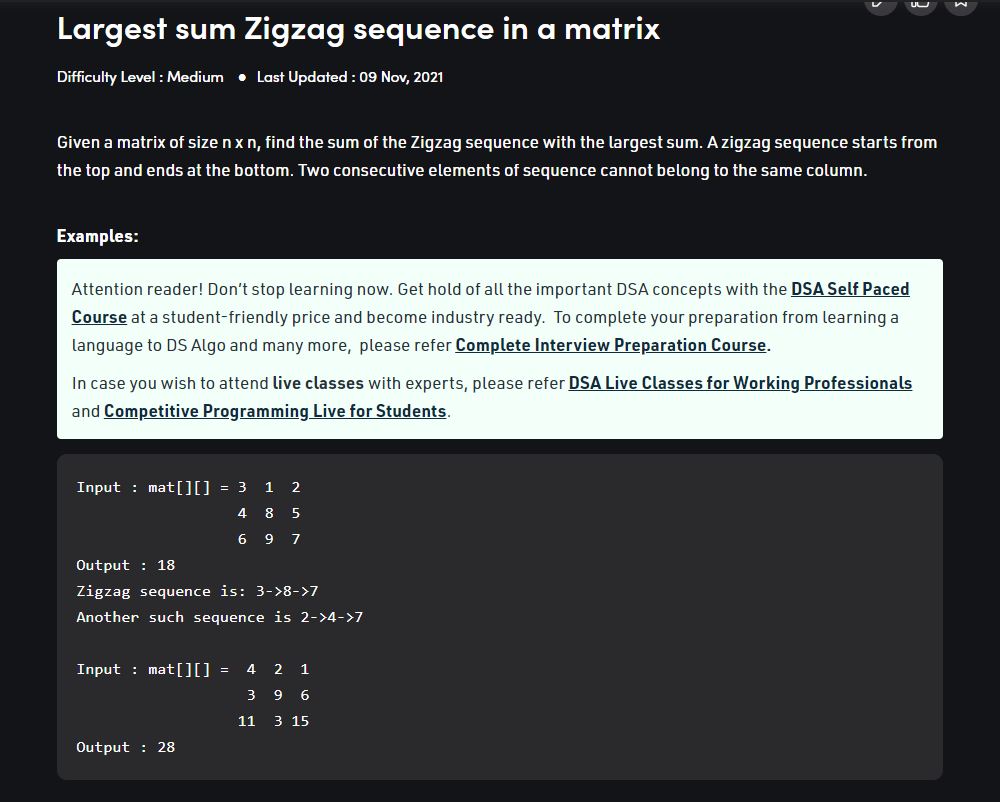 Largest sum Zigzag sequence in a matrix
Difficulty Level : Medium ● Last Updated : 09 Nov, 2021
Given a matrix of size n x n, find the sum of the Zigzag sequence with the largest sum. A zigzag sequence starts from
the top and ends at the bottom. Two consecutive elements of sequence cannot belong to the same column.
Examples:
Attention reader! Don’t stop learning now. Get hold of all the important DSA concepts with the DSA Self Paced
Course at a student-friendly price and become industry ready.  To complete your preparation from learning a
language to DS Algo and many more,  please refer Complete Interview Preparation Course.
In case you wish to attend live classes with experts, please refer DSA Live Classes for Working Professionals
and Competitive Programming Live for Students.
Input : mat[][] = 3  1  2
                  4  8  5
                  6  9  7
Output : 18
Zigzag sequence is: 3->8->7
Another such sequence is 2->4->7
Input : mat[][] =  4  2  1
                   3  9  6
                  11  3 15
Output : 28